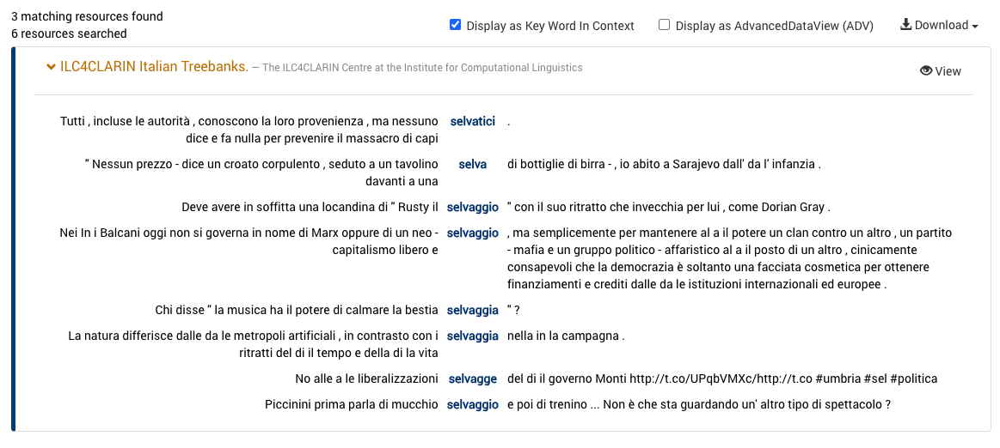 3 matching resources found
6 resources searched
Display as Key Word In Context Display as AdvancedDataView (ADV) Download
ILC4CLARIN Italian Treebanks. – The ILC4CLARIN Centre at the Institute for Computational Linguistics
View
Tutti , incluse le autorità , conoscono la loro provenienza , ma nessuno selvatici .
dice e fa nulla per prevenire il massacro di capi
" Nessun prezzo - dice un croato corpulento , seduto a un tavolino selva di bottiglie di birra - , io abito a Sarajevo dall' da l' infanzia .
davanti a una
Deve avere in soffitta una locandina di " Rusty il selvaggio " con il suo ritratto che invecchia per lui , come Dorian Gray .
Nei In i Balcani oggi non si governa in nome di Marx oppure di un neo - selvaggio , ma semplicemente per mantenere al a il potere un clan contro un altro , un partito
capitalismo libero e - mafia e un gruppo politico - affaristico al a il posto di un altro , cinicamente
consapevoli che la democrazia è soltanto una facciata cosmetica per ottenere
finanziamenti e crediti dalle da le istituzioni internazionali ed europee .
Chi disse " la musica ha il potere di calmare la bestia selvaggia " ?
La natura differisce dalle da le metropoli artificiali , in contrasto con i selvaggia nella in la campagna .
ritratti del di il tempo e della di la vita
No alle a le liberalizzazioni selvagge del di il governo Monti http://t.co/UPqbVMXc/http://t.co #umbria #sel #politica
Piccinini prima parla di mucchio selvaggio e poi di trenino ... Non è che sta guardando un' altro tipo di spettacolo ?